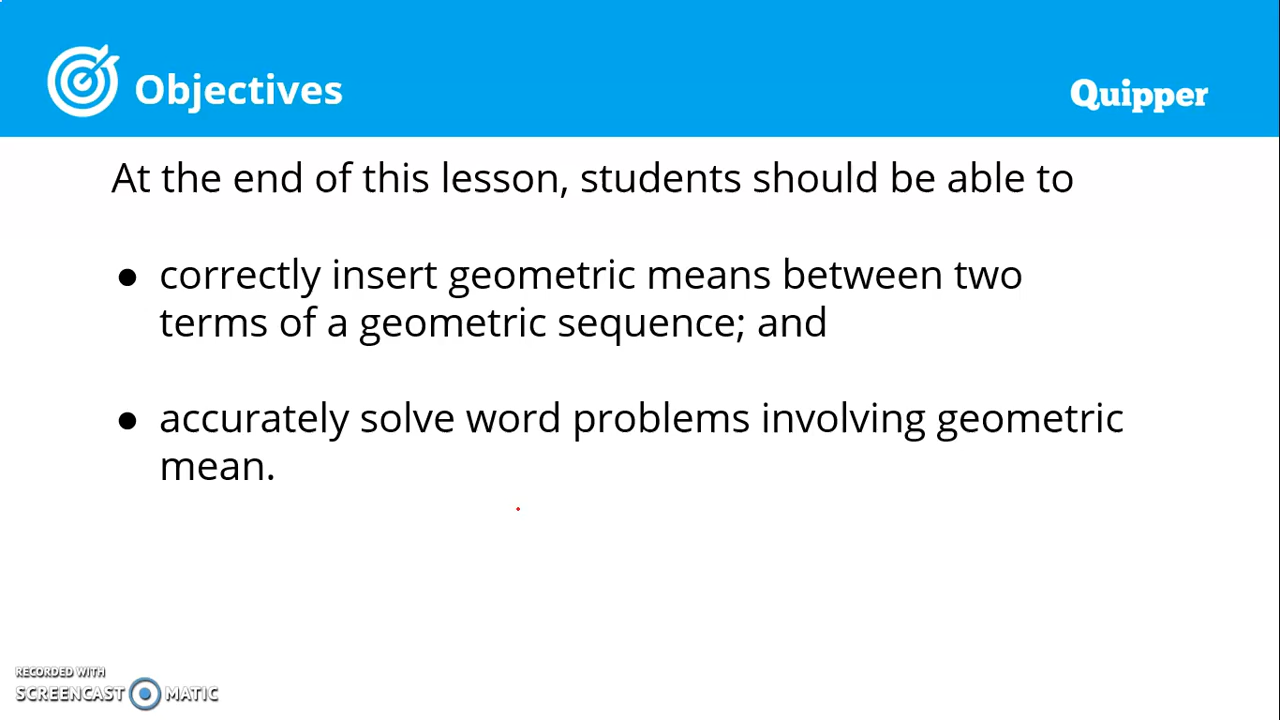 Objectives
Quipper
At the end of this lesson, students should be able to
● correctly insert geometric means between two
terms of a geometric sequence; and
● accurately solve word problems involving geometric
mean.
RECORDED WITH
SCREENCAST MATIC